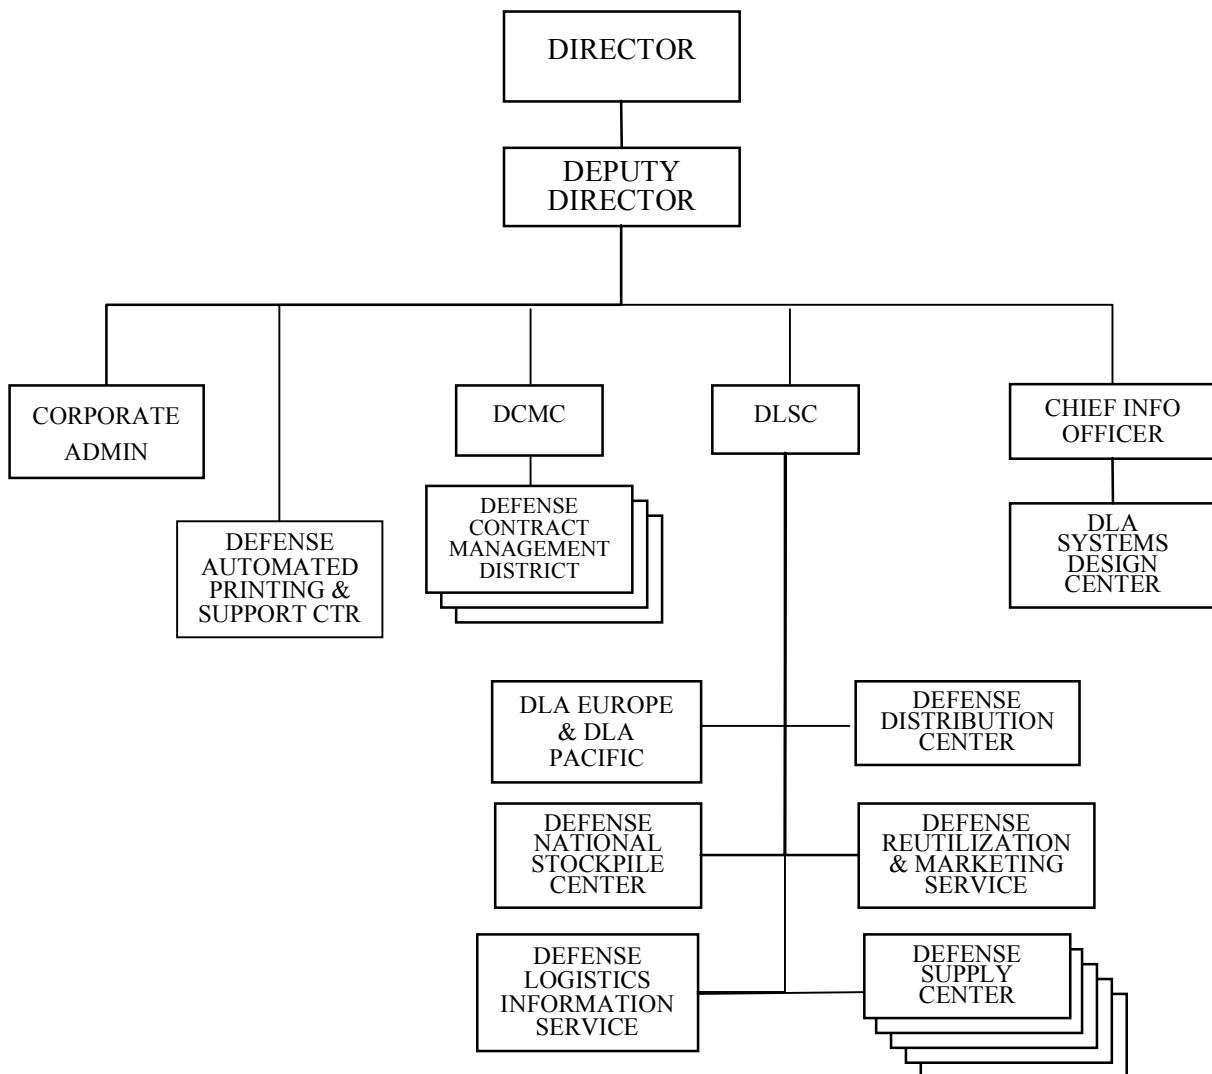 DIRECTOR
DEPUTY
DIRECTOR
CORPORATE
ADMIN
DEFENSE
AUTOMATED
PRINTING &
SUPPORT CTR
DCMC
DEFENSE
CONTRACT
MANAGEMENT
DISTRICT
DLSC
CHIEF INFO
OFFICER
DLA
SYSTEMS
DESIGN
CENTER
DLA EUROPE
& DLA
PACIFIC
DEFENSE
DISTRIBUTION
CENTER
DEFENSE
NATIONAL
STOCKPILE
CENTER
DEFENSE
REUTILIZATION
& MARKETING
SERVICE
DEFENSE
LOGISTICS
INFORMATION
SERVICE
DEFENSE
SUPPLY
CENTER